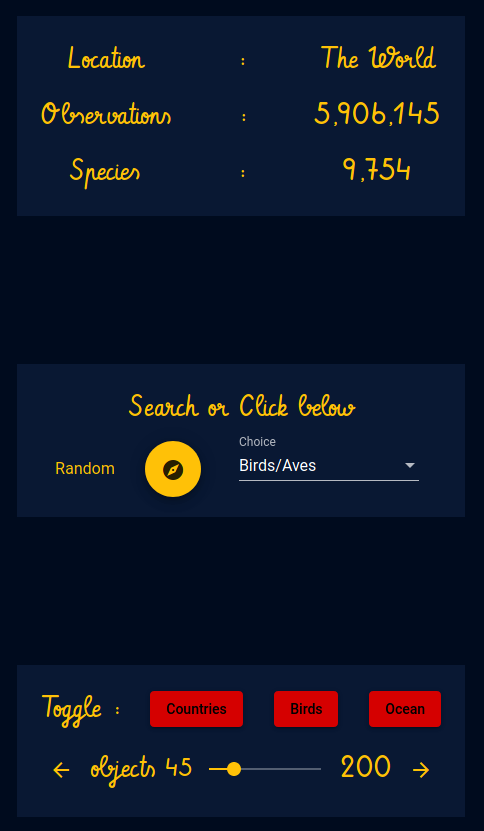 Location : The World
Observations : 5,906,145
Species : 9,754
Search or Click below
Choice
Random Birds/Aves
Toggle : Countries Birds Ocean
objects 45 200